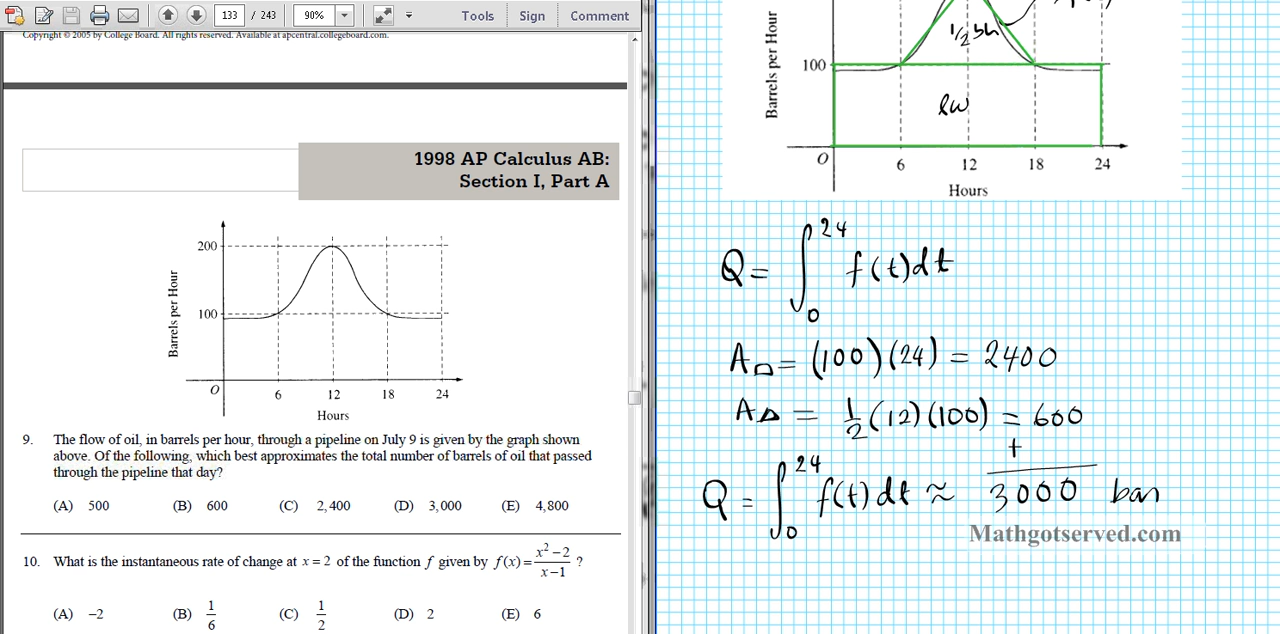 133 / 243
90%
Tools
Sign
Comment
Copyright © 2005 by College Board. All rights reserved. Available at apcentral.collegeboard.com.
1998 AP Calculus AB:
Section I, Part A
200
100
Barrels per Hour
O
6
12
18
24
Hours
9. The flow of oil, in barrels per hour, through a pipeline on July 9 is given by the graph shown
above. Of the following, which best approximates the total number of barrels of oil that passed
through the pipeline that day?
(A) 500 (B) 600 (C) 2,400 (D) 3,000 (E) 4,800
10. What is the instantaneous rate of change at x = 2 of the function f given by f(x) = (x² − 2)/(x − 1) ?
(A) −2 (B) 1/6 (C) 1/2 (D) 2 (E) 6
Barrels per Hour
1/2 bh
100
lw
O
6
12
18
24
Hours
Q = ∫₀²⁴ f(t)dt
A□ = (100)(24) = 2400
A△ = 1/2 (12)(100) = 600
+
Q = ∫₀²⁴ f(t)dt ≈ 3000 barr
Mathgotserved.com